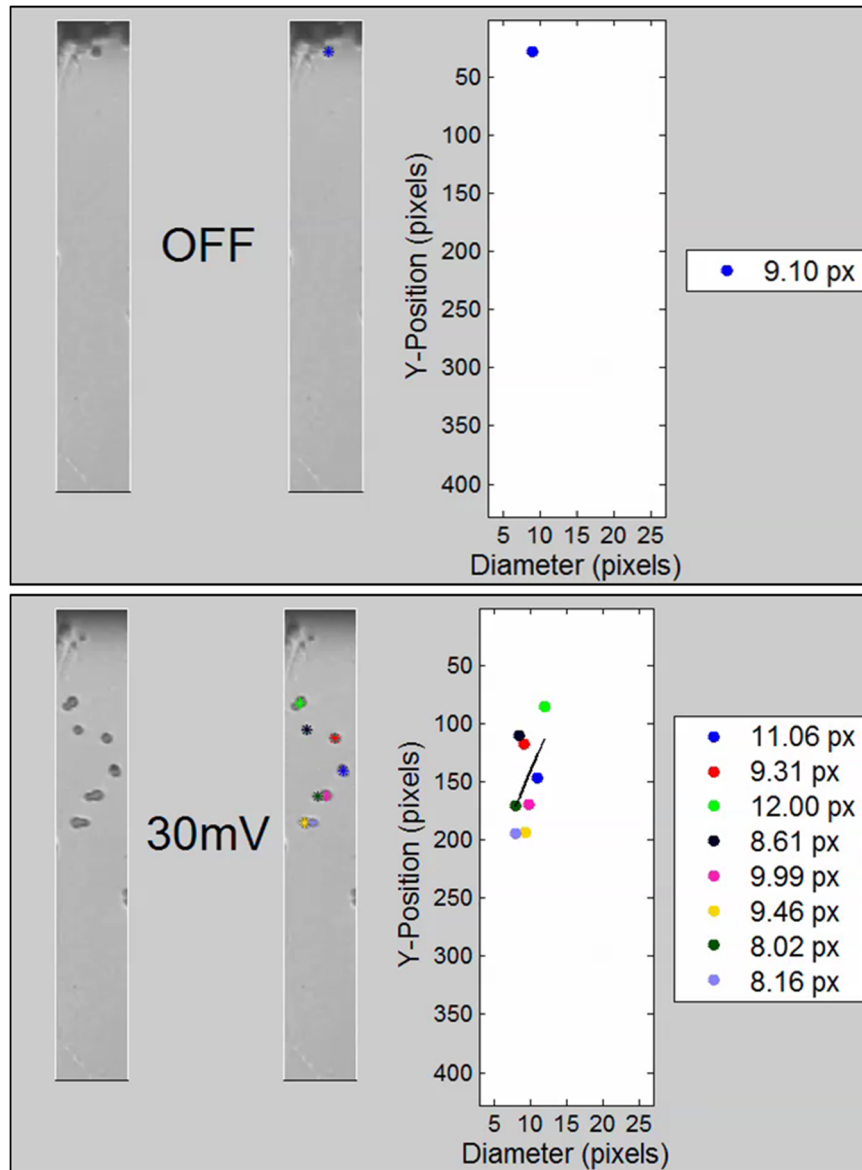 OFF
Y-Position (pixels)
50
100
150
200
250
300
350
400
5 10 15 20 25
Diameter (pixels)
9.10 px
30mV
Y-Position (pixels)
50
100
150
200
250
300
350
400
5 10 15 20 25
Diameter (pixels)
11.06 px
9.31 px
12.00 px
8.61 px
9.99 px
9.46 px
8.02 px
8.16 px